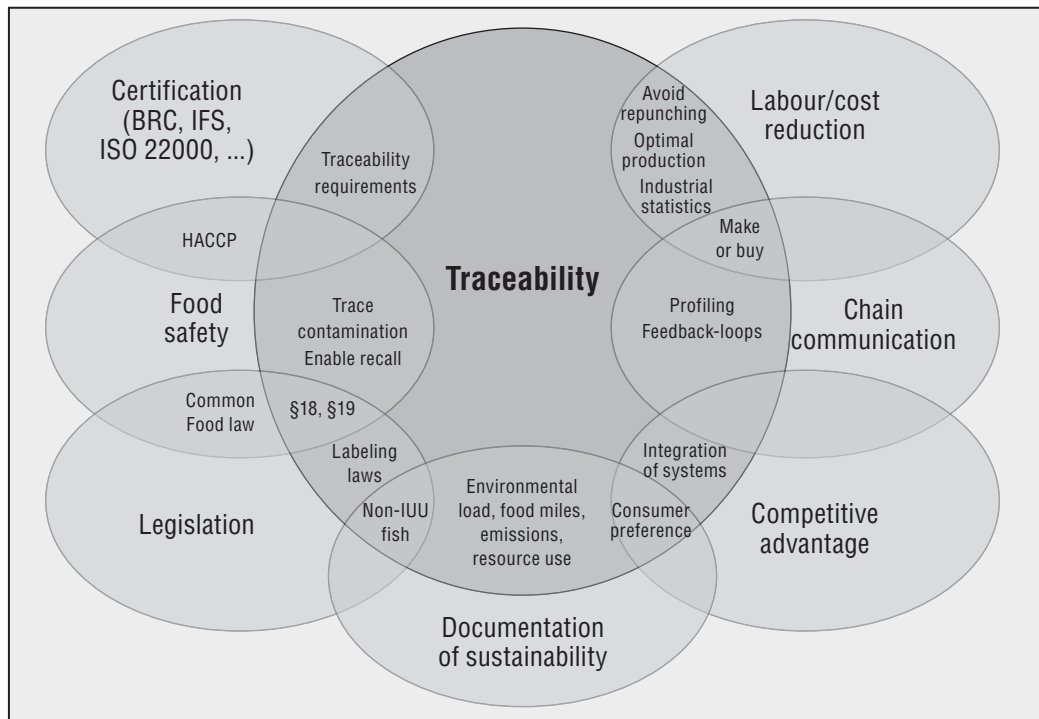 Certification
(BRC, IFS,
ISO 22000, ...)
Traceability
requirements
Avoid
repunching
Optimal
production
Industrial
statistics
Labour/cost
reduction
HACCP
Make
or buy
Traceability
Food
safety
Trace
contamination
Enable recall
Profiling
Feedback-loops
Chain
communication
Common
Food law
§18, §19
Labeling
laws
Integration
of systems
Legislation
Non-IUU
fish
Environmental
load, food miles,
emissions,
resource use
Consumer
preference
Competitive
advantage
Documentation
of sustainability